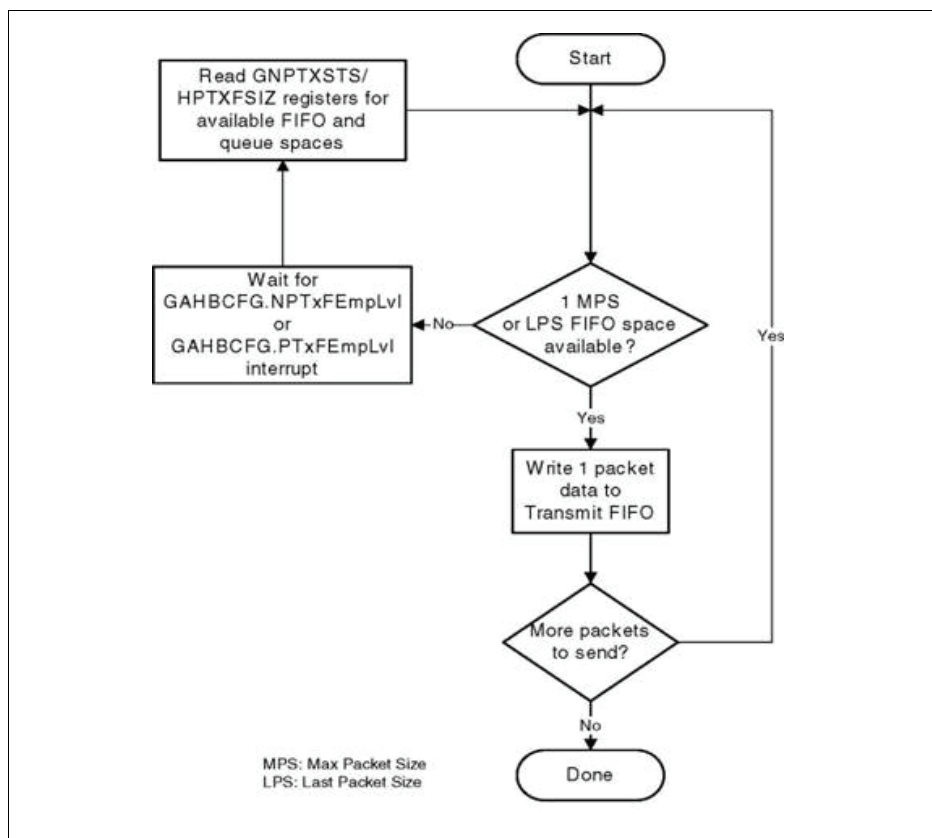 Start
Read GNPTXSTS/
HPTXFSIZ registers for
available FIFO and
queue spaces
Wait for
GAHBCFG.NPTxFEmpLvl
or
GAHBCFG.PTxFEmpLvl
interrupt
No
1 MPS
or LPS FIFO space
available?
Yes
Yes
Write 1 packet
data to
Transmit FIFO
More packets
to send?
No
Done
MPS: Max Packet Size
LPS: Last Packet Size